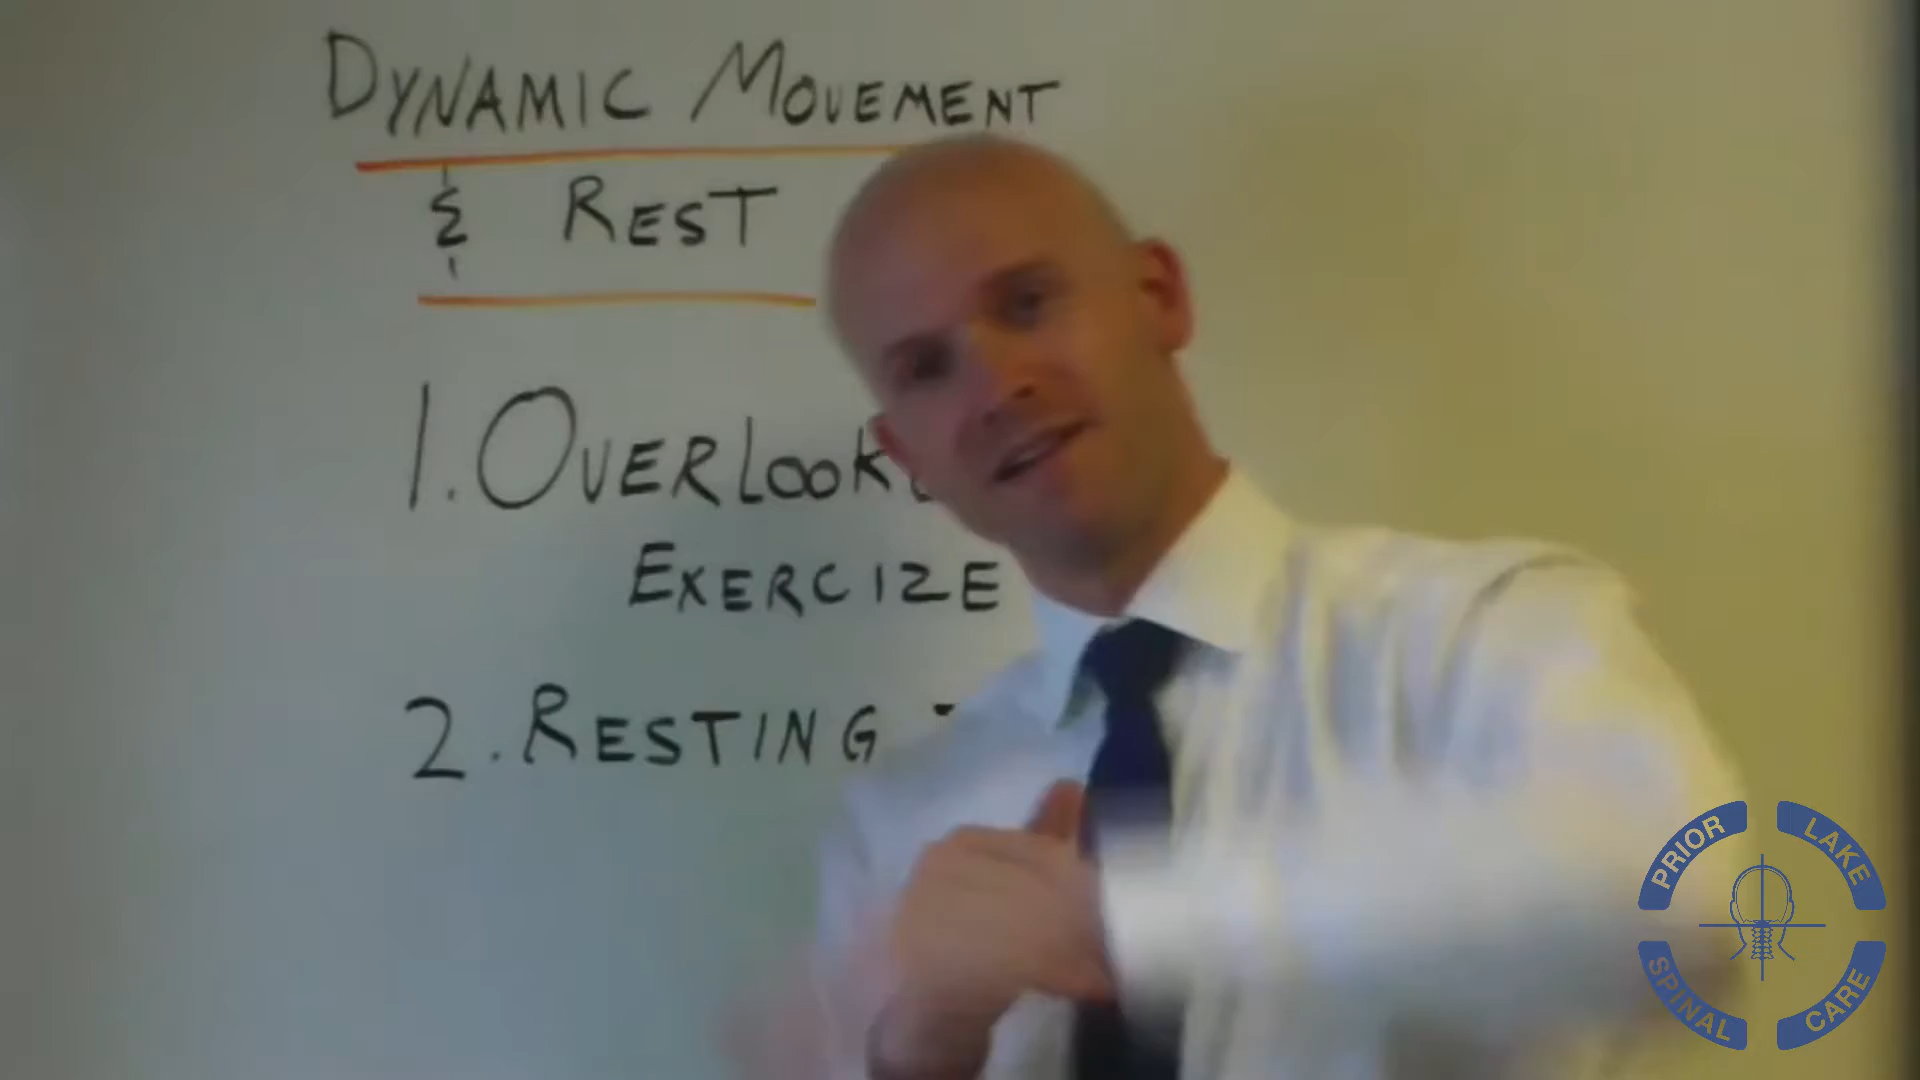 DYNAMIC MOVEMENT
& REST
1. OVERLOOK
EXERCIZE
2. RESTING
PRIOR LAKE
SPINAL CARE